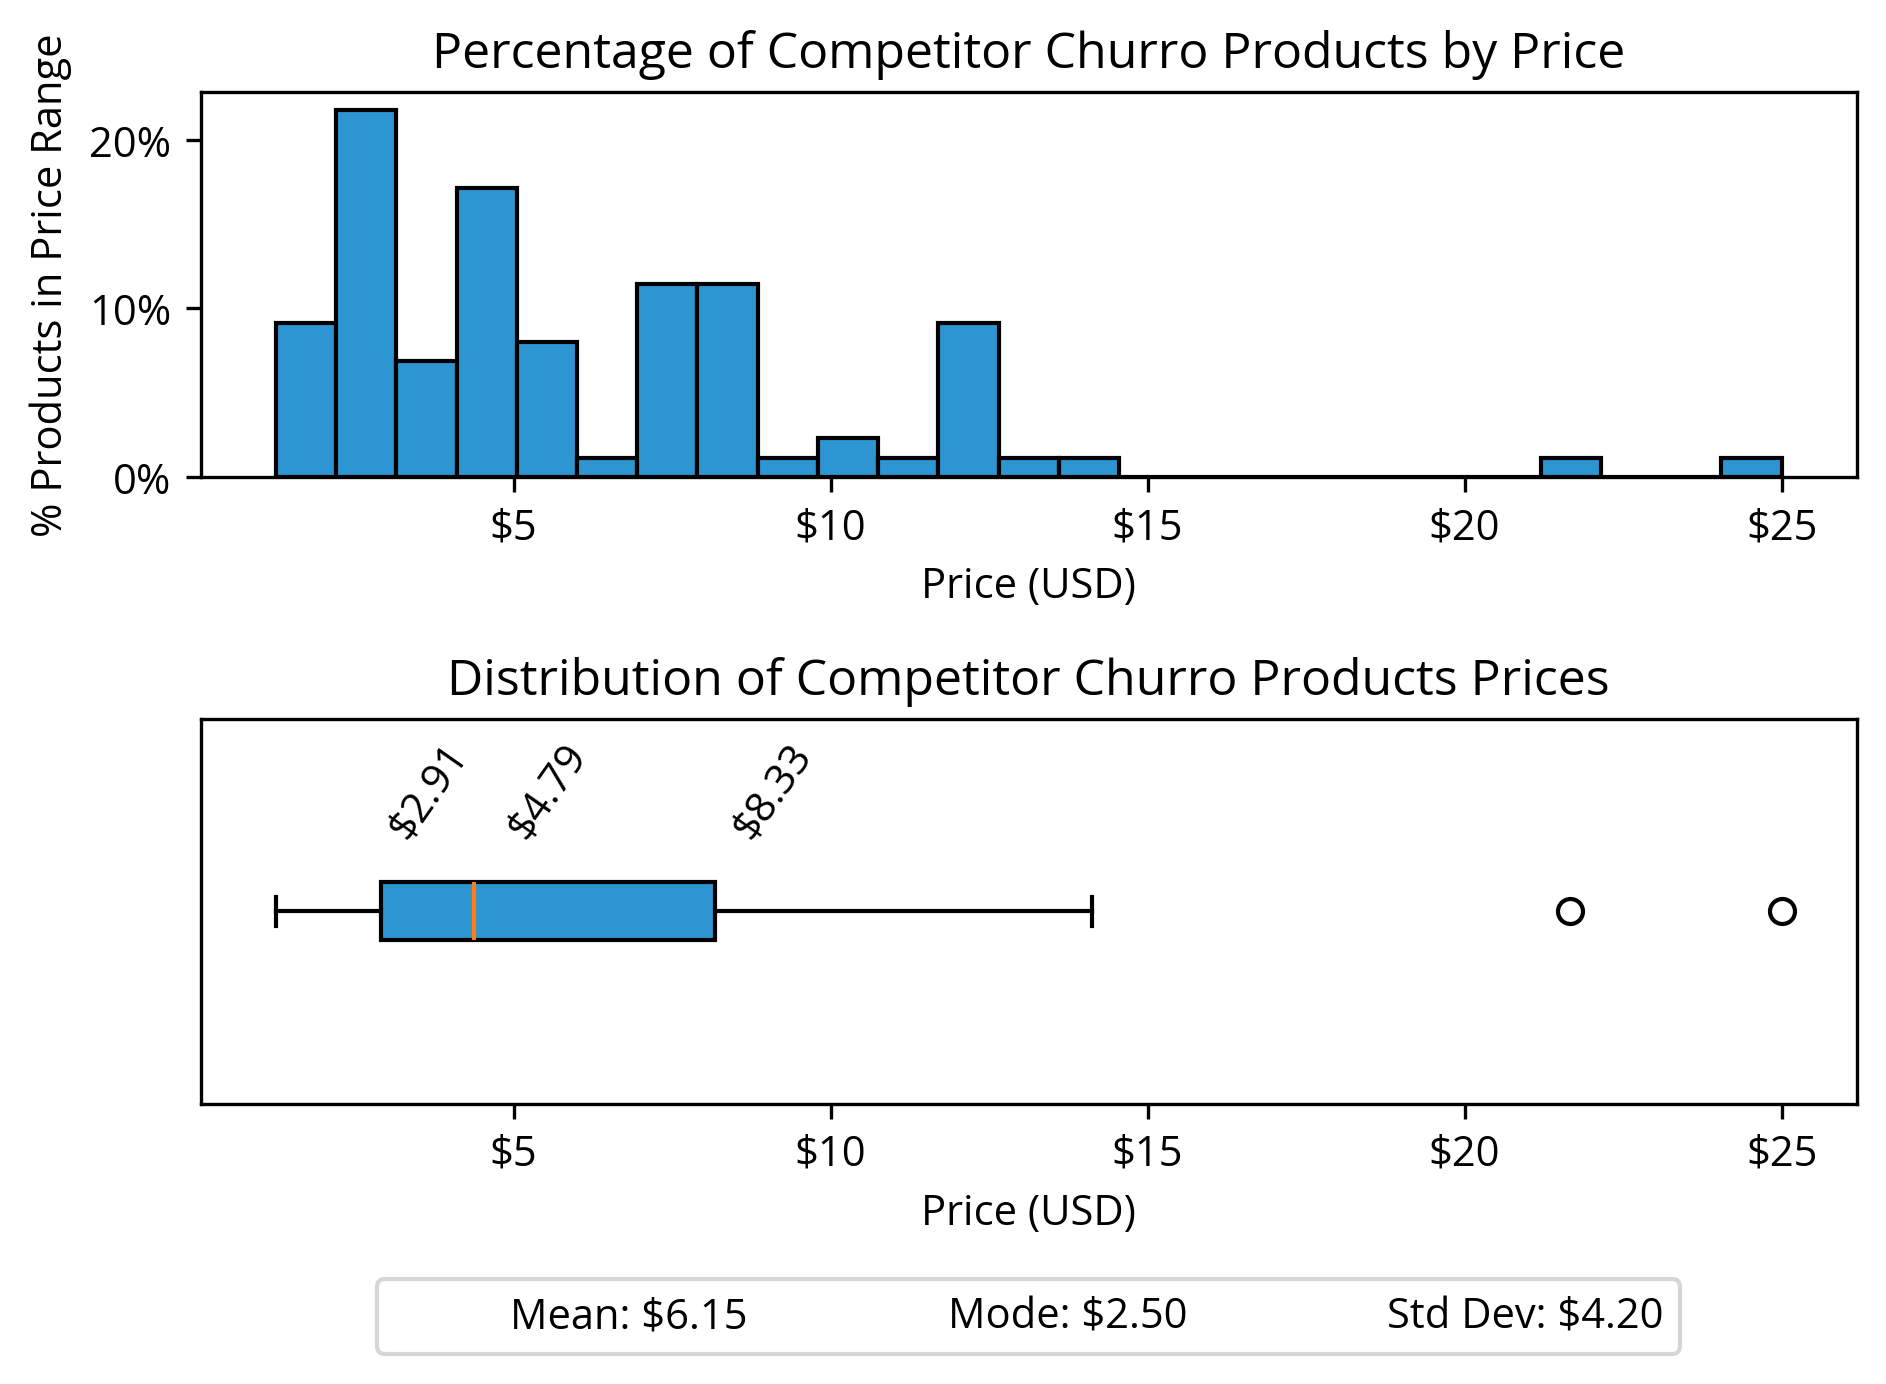 Percentage of Competitor Churro Products by Price
% Products in Price Range
20%
10%
0%
$5 $10 $15 $20 $25
Price (USD)
Distribution of Competitor Churro Products Prices
$2.91 $4.79 $8.33
$5 $10 $15 $20 $25
Price (USD)
Mean: $6.15 Mode: $2.50 Std Dev: $4.20